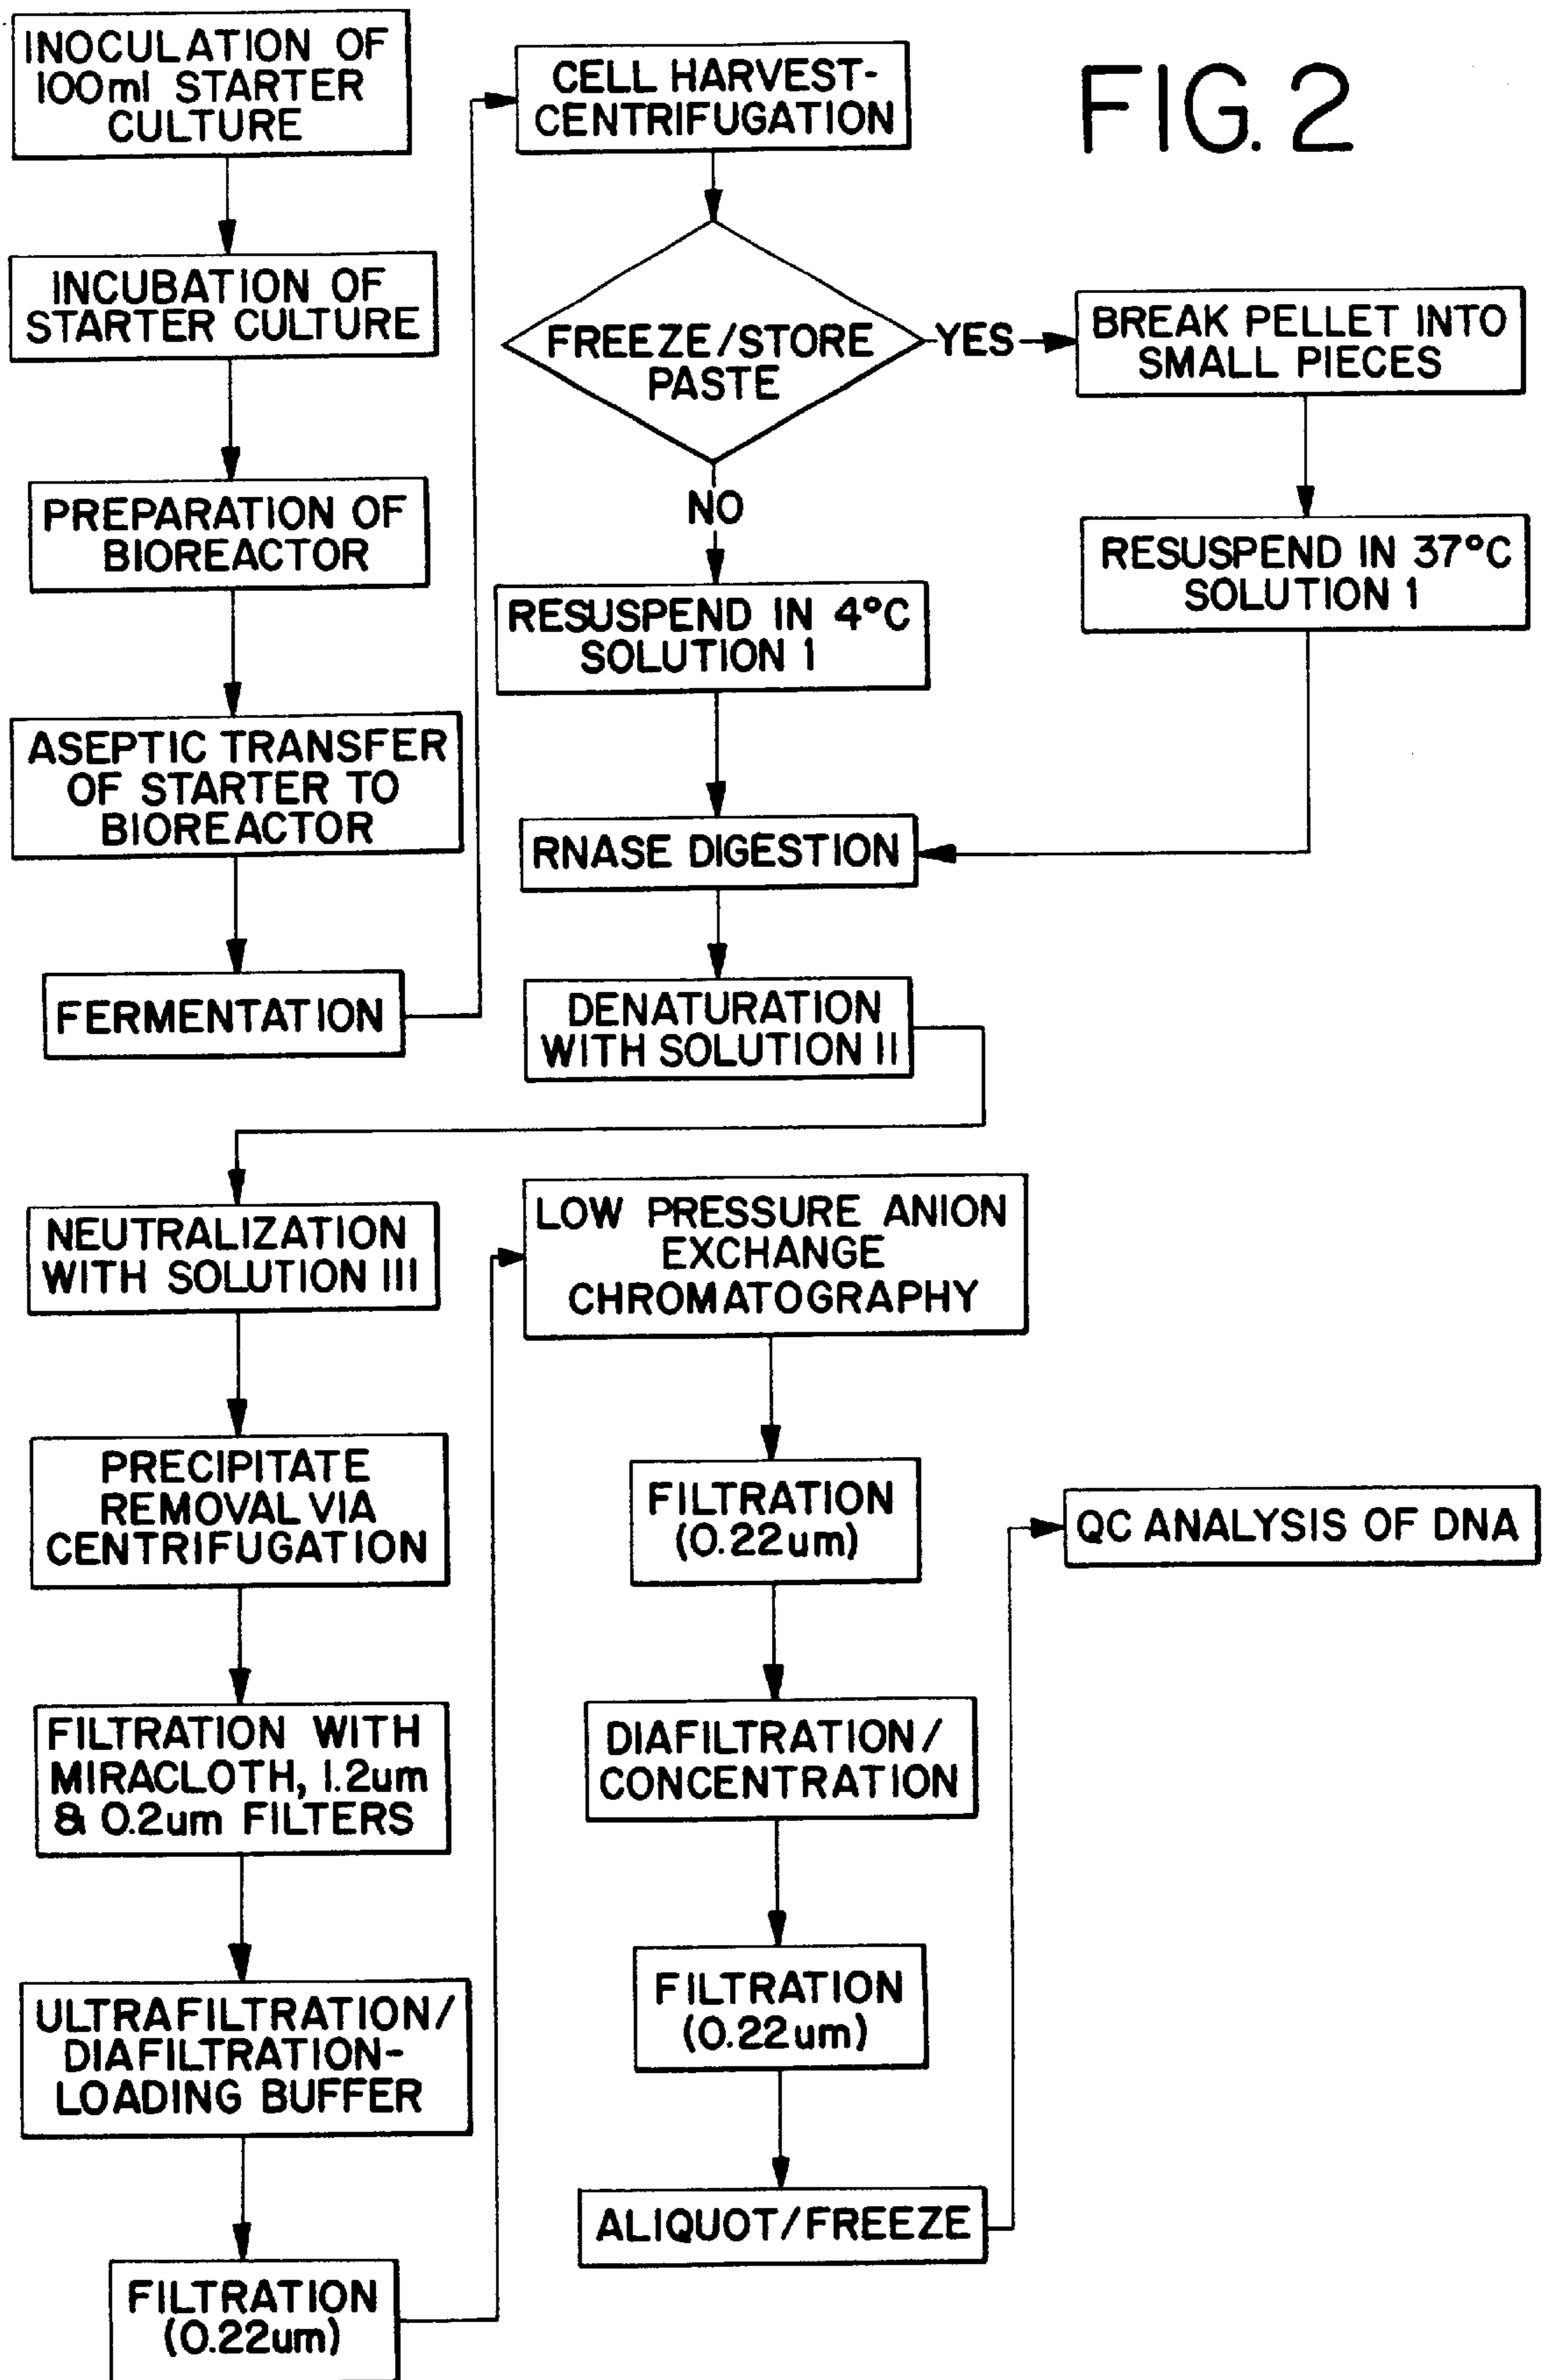 FIG. 2
INOCULATION OF
100ml STARTER
CULTURE
INCUBATION OF
STARTER CULTURE
PREPARATION OF
BIOREACTOR
ASEPTIC TRANSFER
OF STARTER TO
BIOREACTOR
FERMENTATION
CELL HARVEST-
CENTRIFUGATION
FREEZE/STORE
PASTE
YES
BREAK PELLET INTO
SMALL PIECES
RESUSPEND IN 37°C
SOLUTION 1
NO
RESUSPEND IN 4°C
SOLUTION 1
RNASE DIGESTION
DENATURATION
WITH SOLUTION II
NEUTRALIZATION
WITH SOLUTION III
PRECIPITATE
REMOVAL VIA
CENTRIFUGATION
FILTRATION WITH
MIRACLOTH, 1.2um
& 0.2um FILTERS
ULTRAFILTRATION/
DIAFILTRATION-
LOADING BUFFER
FILTRATION
(0.22um)
LOW PRESSURE ANION
EXCHANGE
CHROMATOGRAPHY
FILTRATION
(0.22um)
DIAFILTRATION/
CONCENTRATION
FILTRATION
(0.22um)
ALIQUOT/FREEZE
QC ANALYSIS OF DNA